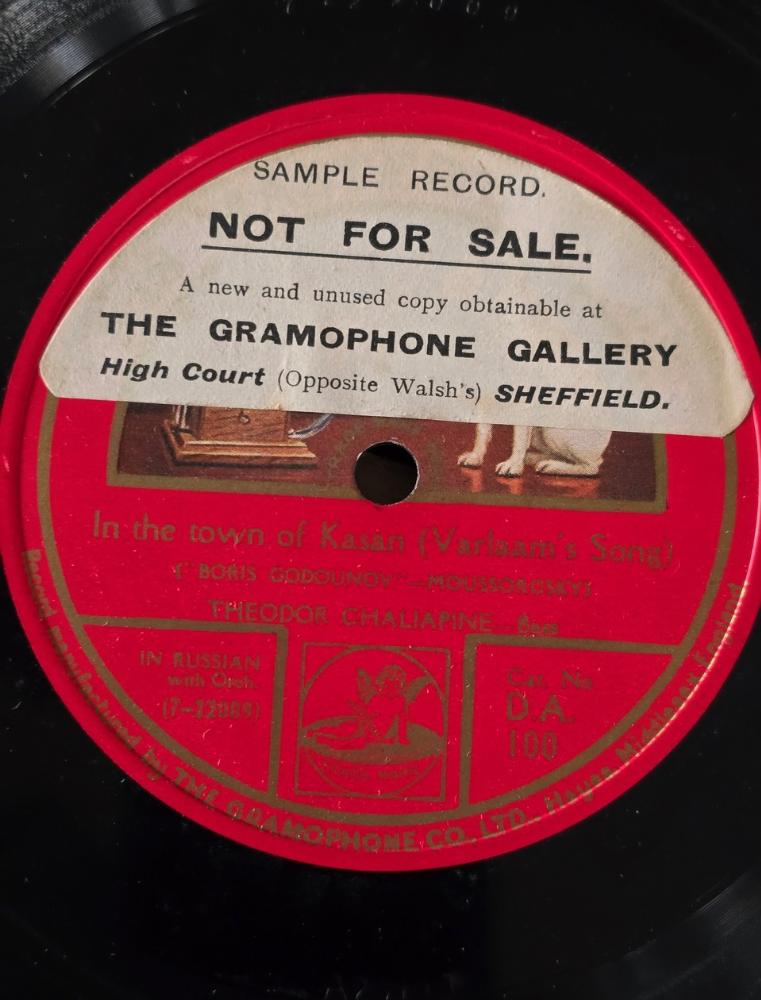 SAMPLE RECORD.
NOT FOR SALE.
A new and unused copy obtainable at
THE GRAMOPHONE GALLERY
High Court (Opposite Walsh's) SHEFFIELD.
In the town of Kasan (Varlaam's Song)
("BORIS GODOUNOV"—MOUSSORGSKY)
THEODOR CHALIAPINE—Bass
IN RUSSIAN
with Orch.
(7-22089)
Cat. No.
D.A.
100
Record manufactured by THE GRAMOPHONE CO. LTD. Hayes Middlesex England.